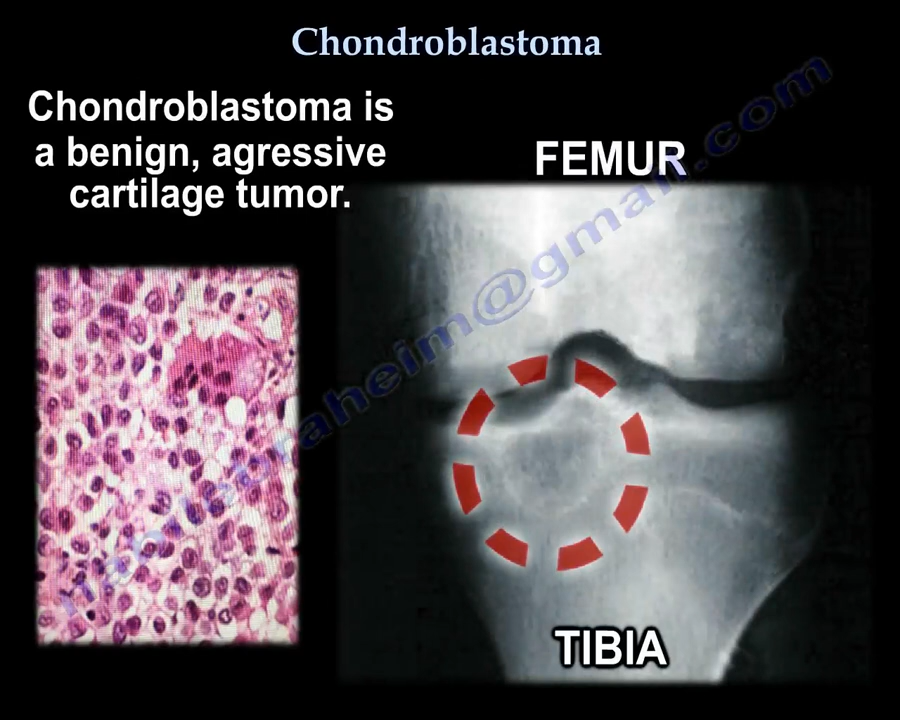 Chondroblastoma
Chondroblastoma is
a benign, agressive
cartilage tumor.
FEMUR
TIBIA